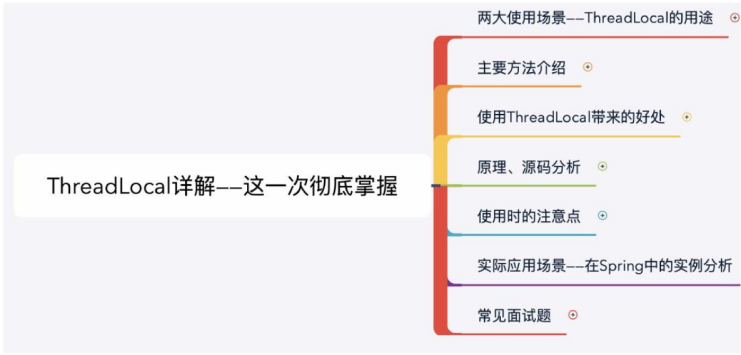 两大使用场景——ThreadLocal的用途
主要方法介绍
使用ThreadLocal带来的好处
原理、源码分析
ThreadLocal详解——这一次彻底掌握
使用时的注意点
实际应用场景——在Spring中的实例分析
常见面试题